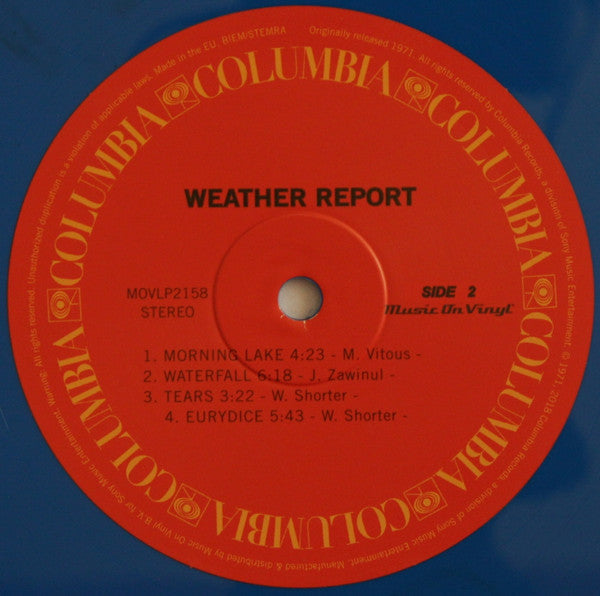 Originally released 1971. All rights reserved by Columbia Records, a division of Sony Music Entertainment. © 1971, 2018 Columbia Records, a division of Sony Music Entertainment. Manufactured & distributed by Music On Vinyl B.V. for Sony Music Entertainment. Warning: All rights reserved. Unauthorized duplication is a violation of applicable laws. Made in the EU. BIEM/STEMRA
COLUMBIA
COLUMBIA
COLUMBIA
COLUMBIA
COLUMBIA
COLUMBIA
COLUMBIA
COLUMBIA
WEATHER REPORT
MOVLP2158
STEREO
SIDE 2
Music On Vinyl
1. MORNING LAKE 4:23 - M. Vitous -
2. WATERFALL 6:18 - J. Zawinul -
3. TEARS 3:22 - W. Shorter -
4. EURYDICE 5:43 - W. Shorter -